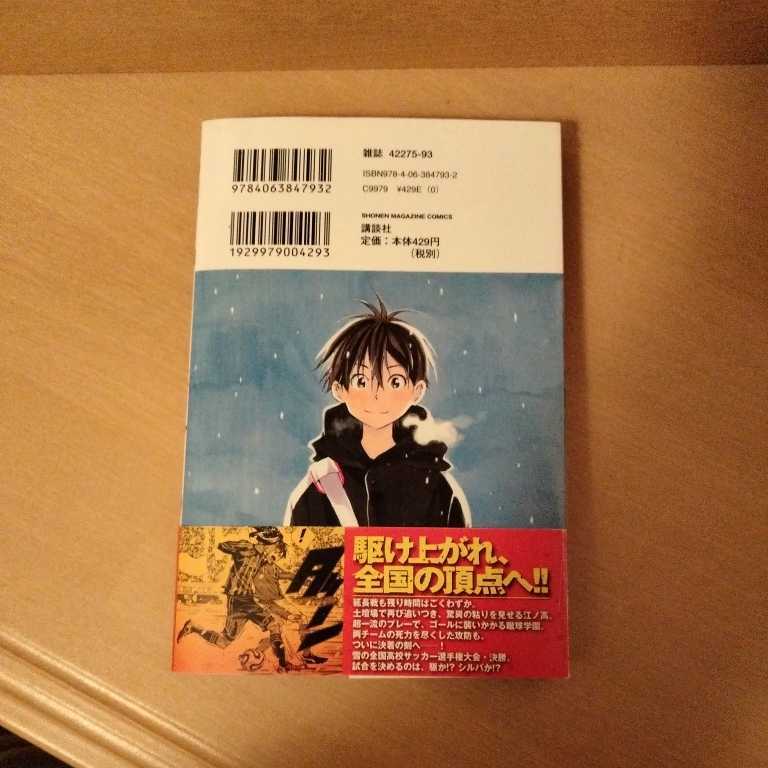 雑誌 42275-93
9784063847932
ISBN978-4-06-384793-2
C9979 ¥429E (0)
1929979004293
SHONEN MAGAZINE COMICS
講談社
定価：本体429円
（税別）
駆け上がれ、
全国の頂点へ!!
延長戦も残り時間はごくわずか。
土壇場で再び追いつき、驚異の粘りを見せる江ノ高。
超一流のプレーで、ゴールに襲いかかる蹴球学園。
両チームの死力を尽くした攻防も、
ついに決着の刻へ——！
雪の全国高校サッカー選手権大会・決勝。
試合を決めるのは、駆か!? シルバか!?